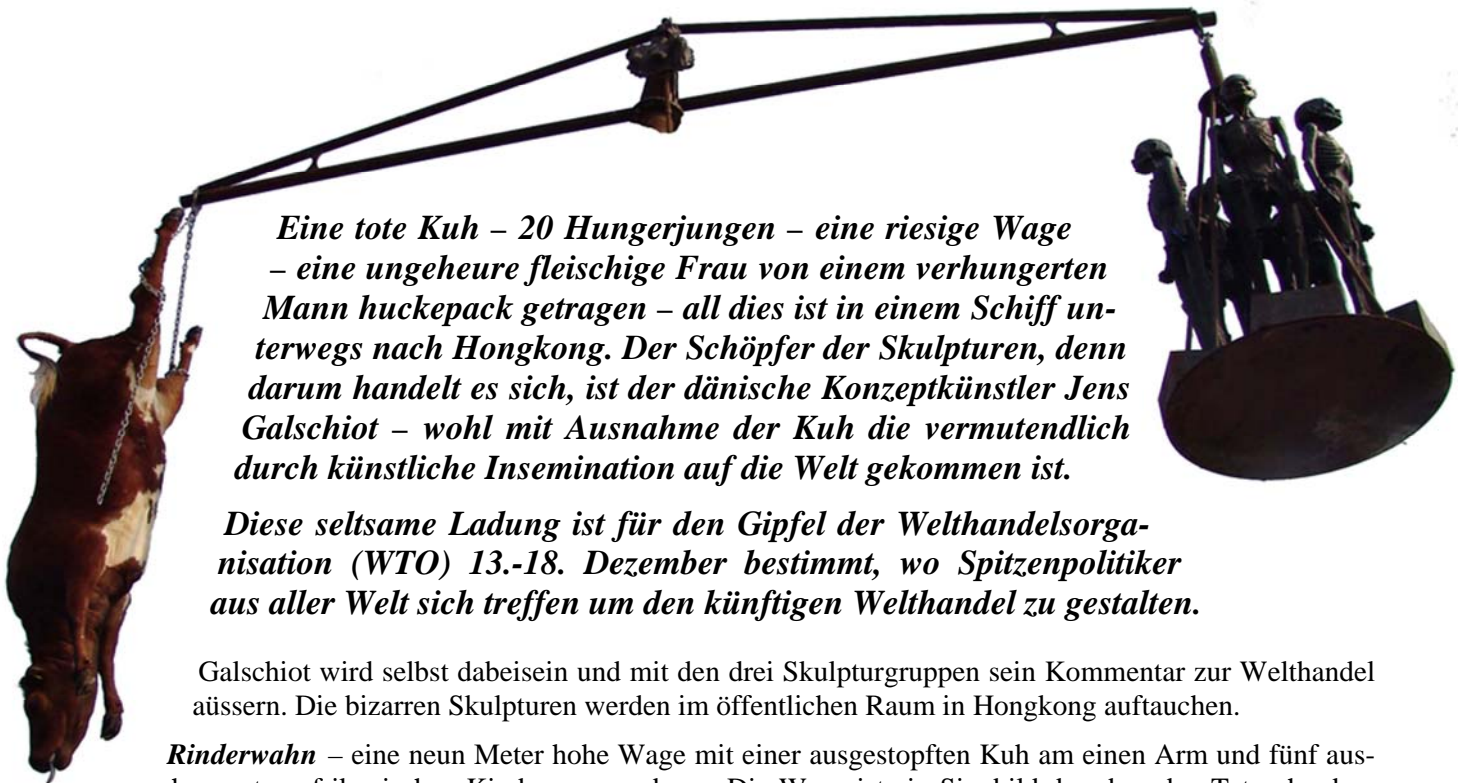 Eine tote Kuh – 20 Hungerjungen – eine riesige Wage
– eine ungeheure fleischige Frau von einem verhungerten
Mann huckepack getragen – all dies ist in einem Schiff un-
terwegs nach Hongkong. Der Schöpfer der Skulpturen, denn
darum handelt es sich, ist der dänische Konzeptkünstler Jens
Galschiot – wohl mit Ausnahme der Kuh die vermutendlich
durch künstliche Insemination auf die Welt gekommen ist.
Diese seltsame Ladung ist für den Gipfel der Welthandelsorga-
nisation (WTO) 13.-18. Dezember bestimmt, wo Spitzenpolitiker
aus aller Welt sich treffen um den künftigen Welthandel zu gestalten.
Galschiot wird selbst dabeisein und mit den drei Skulpturgruppen sein Kommentar zur Welthandel
aüssern. Die bizarren Skulpturen werden im öffentlichen Raum in Hongkong auftauchen.
Rinderwahn – eine neun Meter hohe Wage mit einer ausgestopften Kuh am einen Arm und fünf aus-